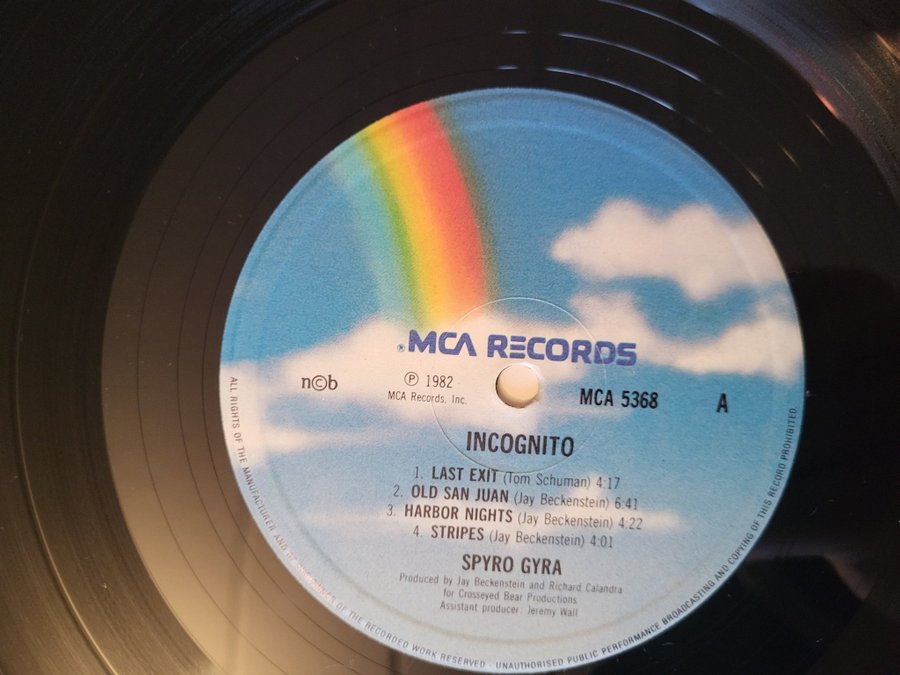 MCA RECORDS
n©b
℗ 1982
MCA Records, Inc.
MCA 5368
A
INCOGNITO
1. LAST EXIT (Tom Schuman) 4:17
2. OLD SAN JUAN (Jay Beckenstein) 6:41
3. HARBOR NIGHTS (Jay Beckenstein) 4:22
4. STRIPES (Jay Beckenstein) 4:01
SPYRO GYRA
Produced by Jay Beckenstein and Richard Calandra
for Crosseyed Bear Productions
Assistant producer: Jeremy Wall
ALL RIGHTS OF THE MANUFACTURER AND OF THE OWNER OF THE RECORDED WORK RESERVED - UNAUTHORISED PUBLIC PERFORMANCE BROADCASTING AND COPYING OF THIS RECORD PROHIBITED.